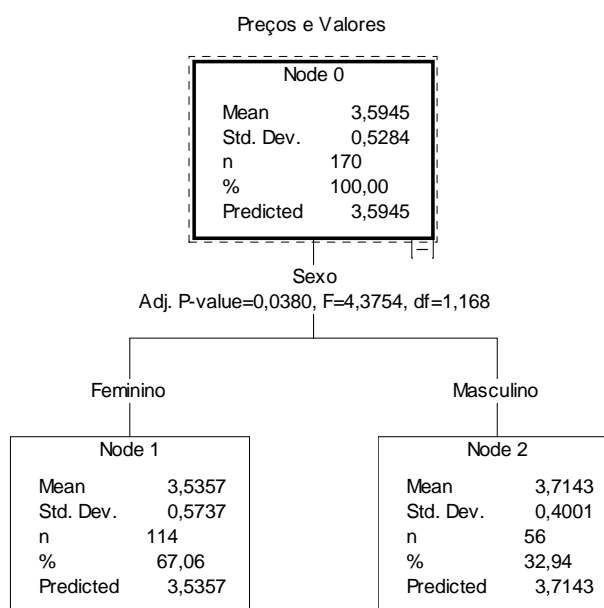 Preços e Valores
Node 0
Mean 3,5945
Std. Dev. 0,5284
n 170
% 100,00
Predicted 3,5945
Sexo
Adj. P-value=0,0380, F=4,3754, df=1,168
Feminino
Masculino
Node 1
Mean 3,5357
Std. Dev. 0,5737
n 114
% 67,06
Predicted 3,5357
Node 2
Mean 3,7143
Std. Dev. 0,4001
n 56
% 32,94
Predicted 3,7143